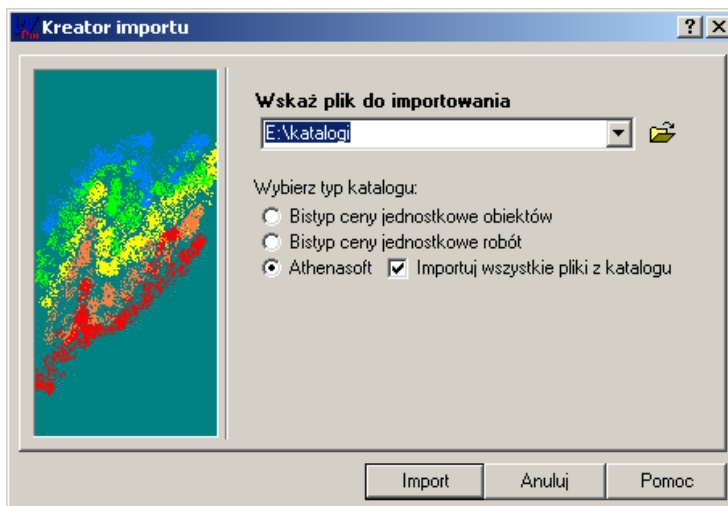 Kreator importu
Wskaż plik do importowania
E:\katalogi
Wybierz typ katalogu:
Bistyp ceny jednostkowe obiektów
Bistyp ceny jednostkowe robót
Athenasoft Importuj wszystkie pliki z katalogu
Import Anuluj Pomoc